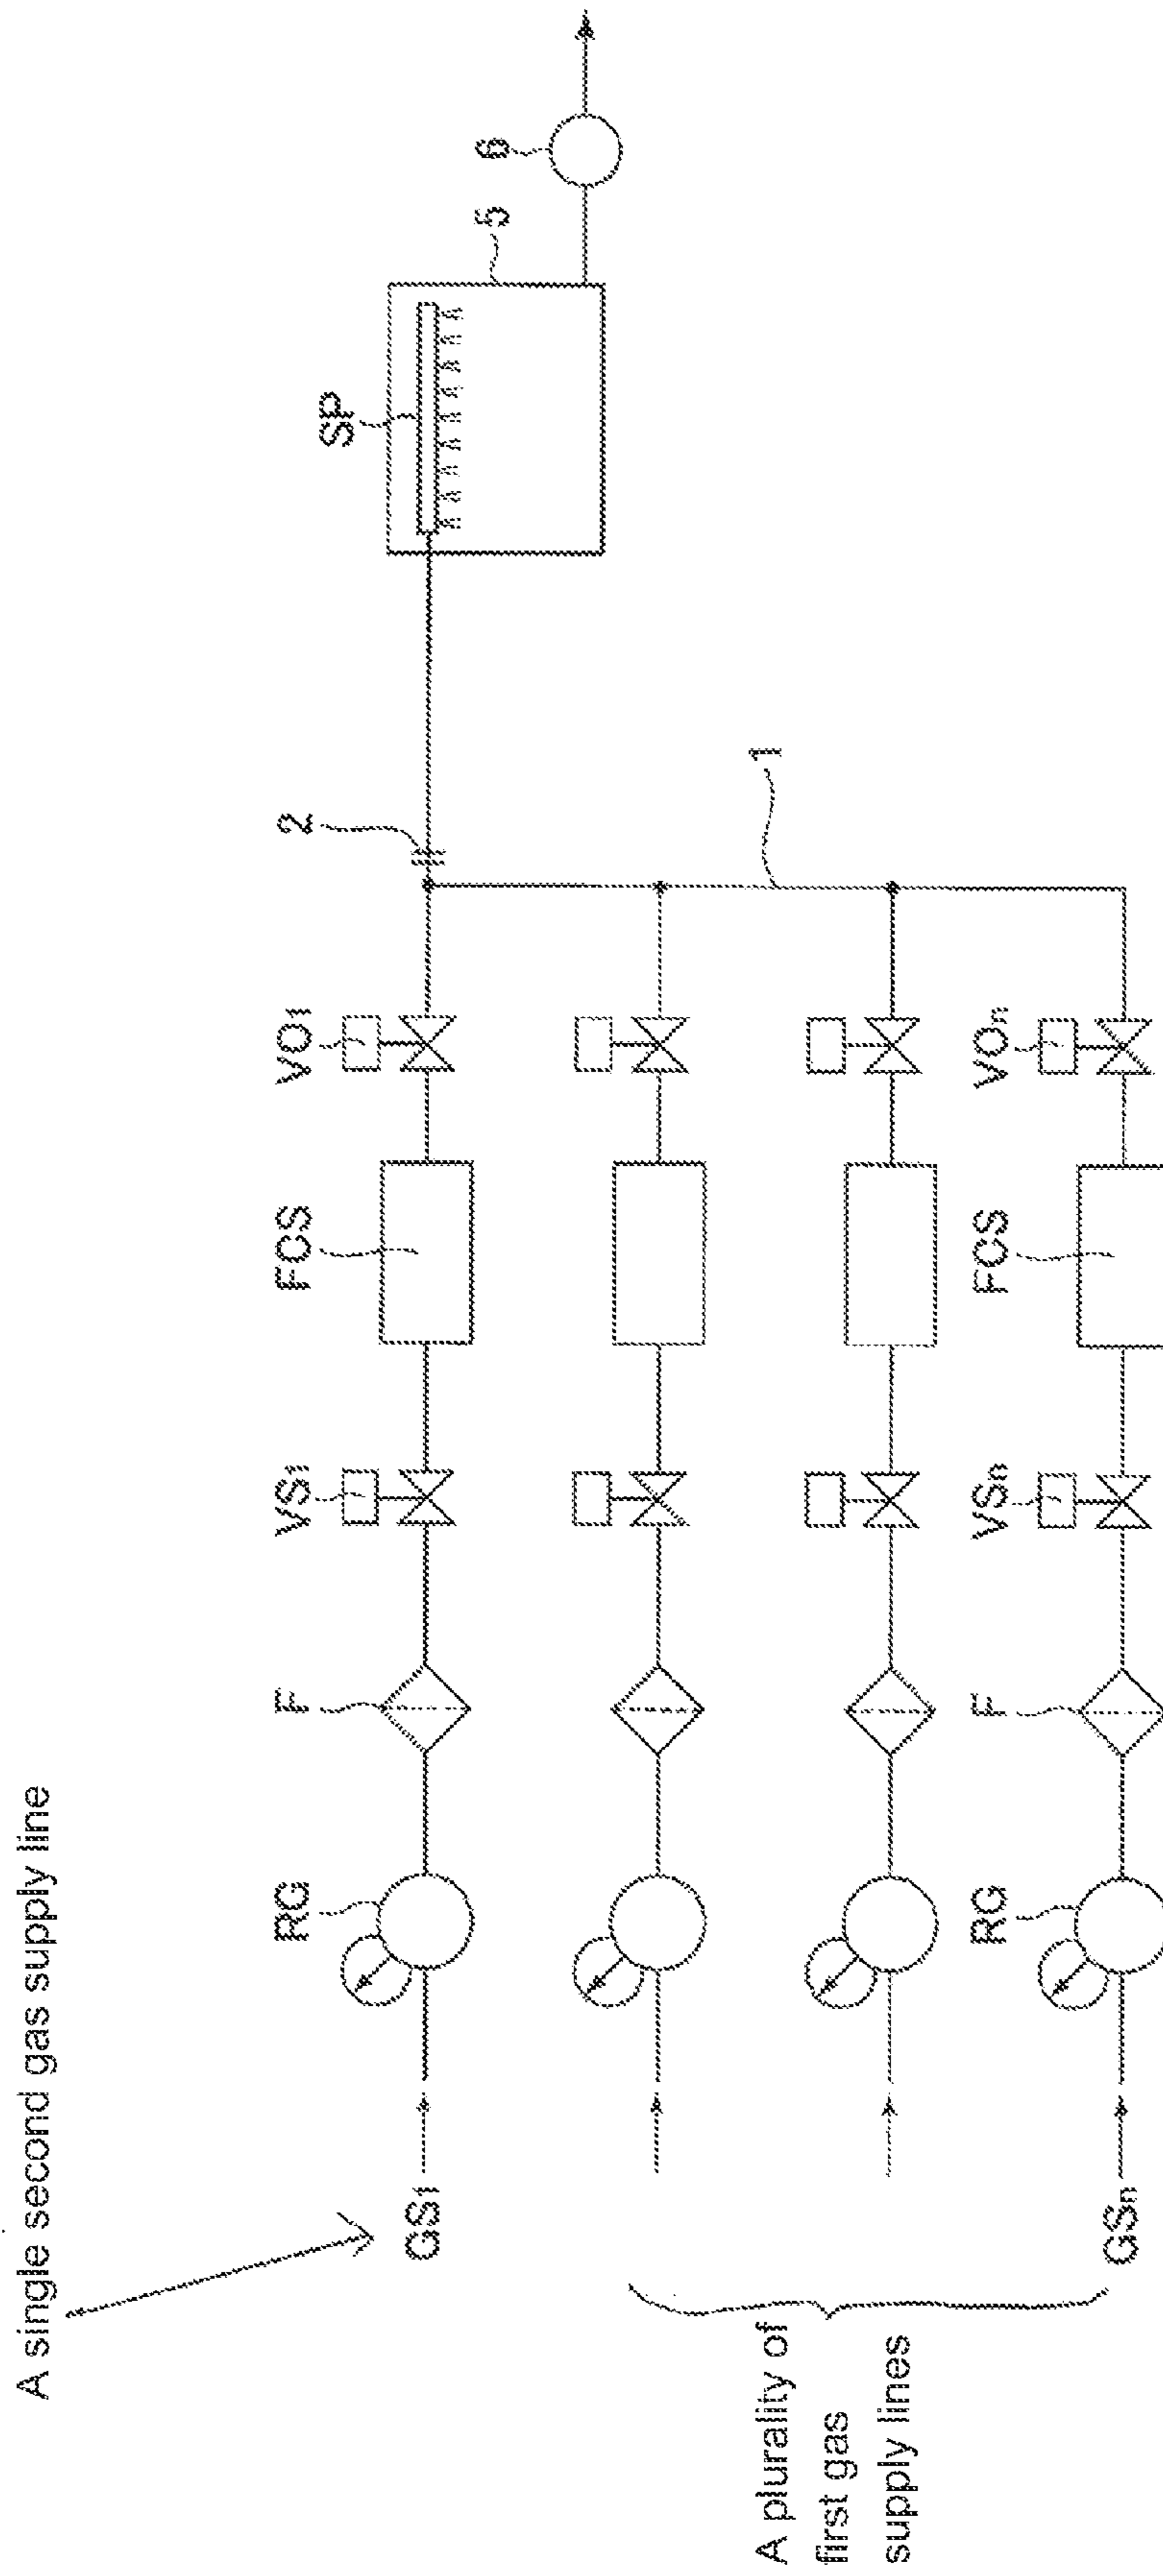 A single second gas supply line
GS1
RG
F
VS1
FCS
VO1
2
SP
5
6
1
A plurality of
first gas
supply lines
GSn
RG
F
VSn
FCS
VOn